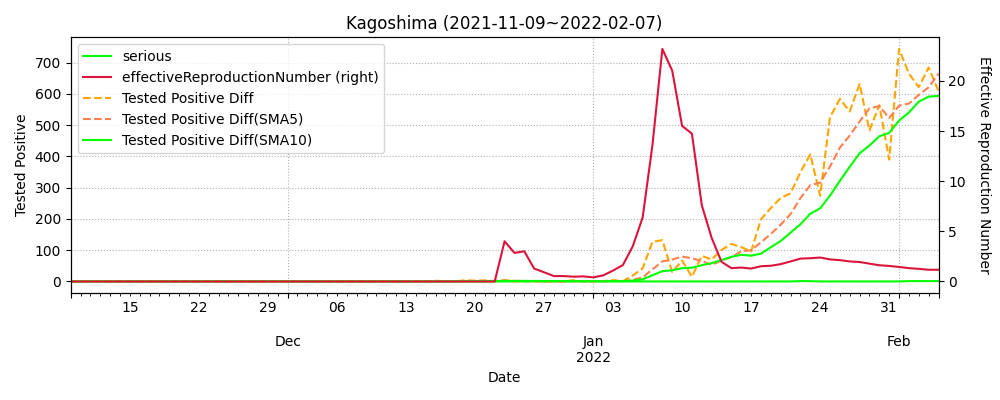 Kagoshima (2021-11-09~2022-02-07)
serious
effectiveReproductionNumber (right)
Tested Positive Diff
Tested Positive Diff(SMA5)
Tested Positive Diff(SMA10)
Tested Positive
700
600
500
400
300
200
100
0
20
15
10
5
0
Effective Reproduction Number
15 22 29 06 13 20 27 03 10 17 24 31
Dec Jan Feb
2022
Date